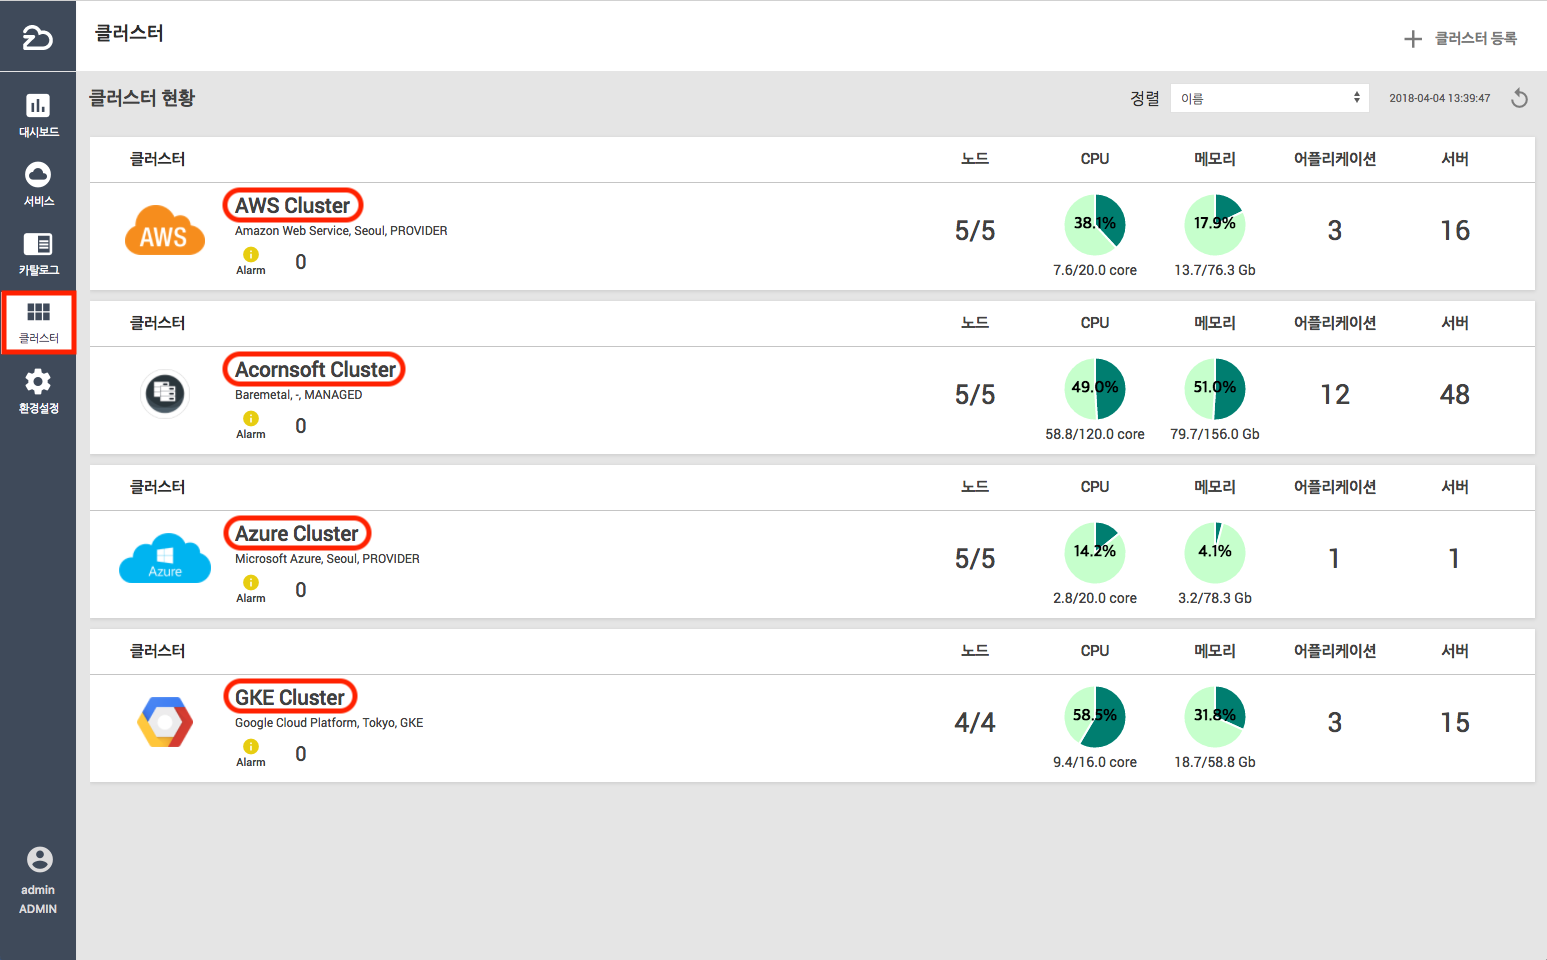 클러스터
클러스터 등록
대시보드
서비스
카탈로그
클러스터
환경설정
admin
ADMIN
클러스터 현황
정렬 이름 2018-04-04 13:39:47
클러스터 노드 CPU 메모리 어플리케이션 서버
AWS
AWS Cluster
Amazon Web Service, Seoul, PROVIDER
Alarm 0
5/5 38.1% 17.9% 3 16
7.6/20.0 core 13.7/76.3 Gb
클러스터 노드 CPU 메모리 어플리케이션 서버
Acornsoft Cluster
Baremetal, -, MANAGED
Alarm 0
5/5 49.0% 51.0% 12 48
58.8/120.0 core 79.7/156.0 Gb
클러스터 노드 CPU 메모리 어플리케이션 서버
Azure
Azure Cluster
Microsoft Azure, Seoul, PROVIDER
Alarm 0
5/5 14.2% 4.1% 1 1
2.8/20.0 core 3.2/78.3 Gb
클러스터 노드 CPU 메모리 어플리케이션 서버
GKE Cluster
Google Cloud Platform, Tokyo, GKE
Alarm 0
4/4 58.5% 31.8% 3 15
9.4/16.0 core 18.7/58.8 Gb